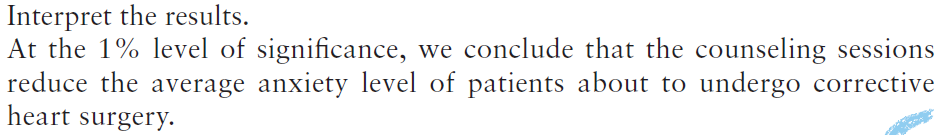 Interpret the results.
At the 1% level of significance, we conclude that the counseling sessions
reduce the average anxiety level of patients about to undergo corrective
heart surgery.